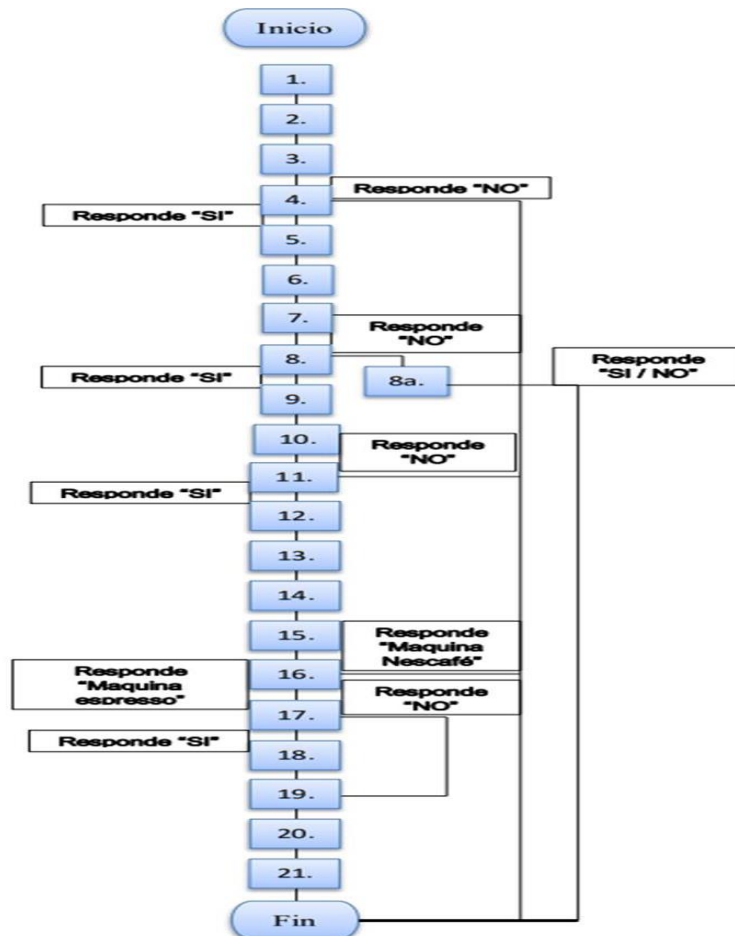 Inicio
1.
2.
3.
Responde "NO"
4.
Responde "SI"
5.
6.
7.
Responde
"NO"
8.
Responde
"SI / NO"
Responde "SI"
8a.
9.
10.
Responde
"NO"
11.
Responde "SI"
12.
13.
14.
15.
Responde
"Maquina
Nescafé"
16.
Responde
"Maquina
espresso"
Responde
"NO"
17.
Responde "SI"
18.
19.
20.
21.
Fin